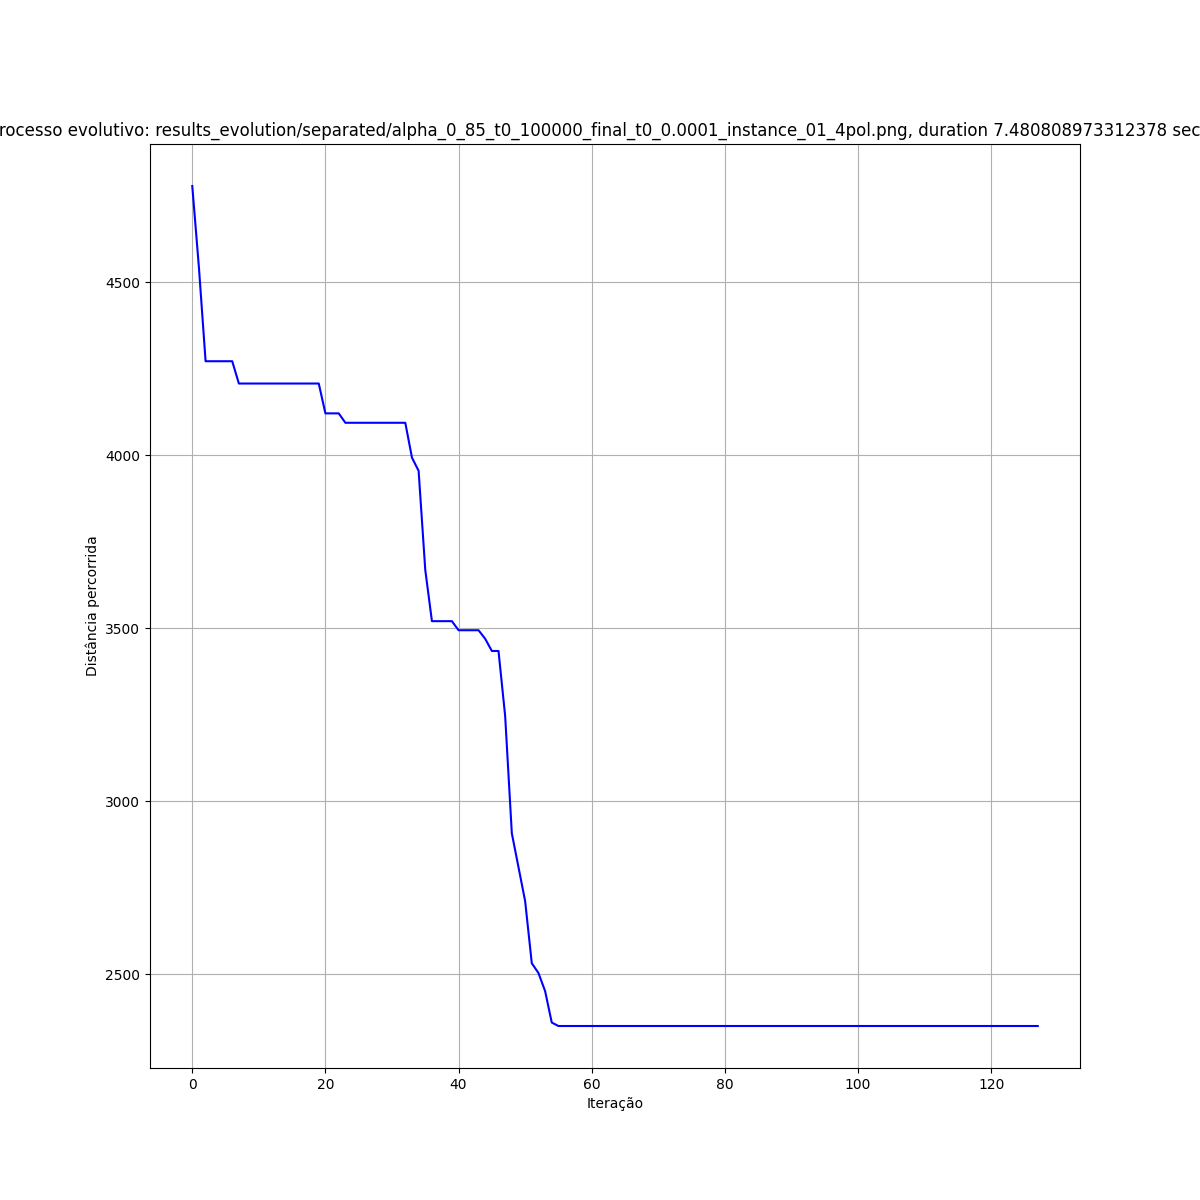 rocesso evolutivo: results_evolution/separated/alpha_0_85_t0_100000_final_t0_0.0001_instance_01_4pol.png, duration 7.480808973312378 sec
4500
4000
3500
3000
2500
Distância percorrida
0 20 40 60 80 100 120
Iteração